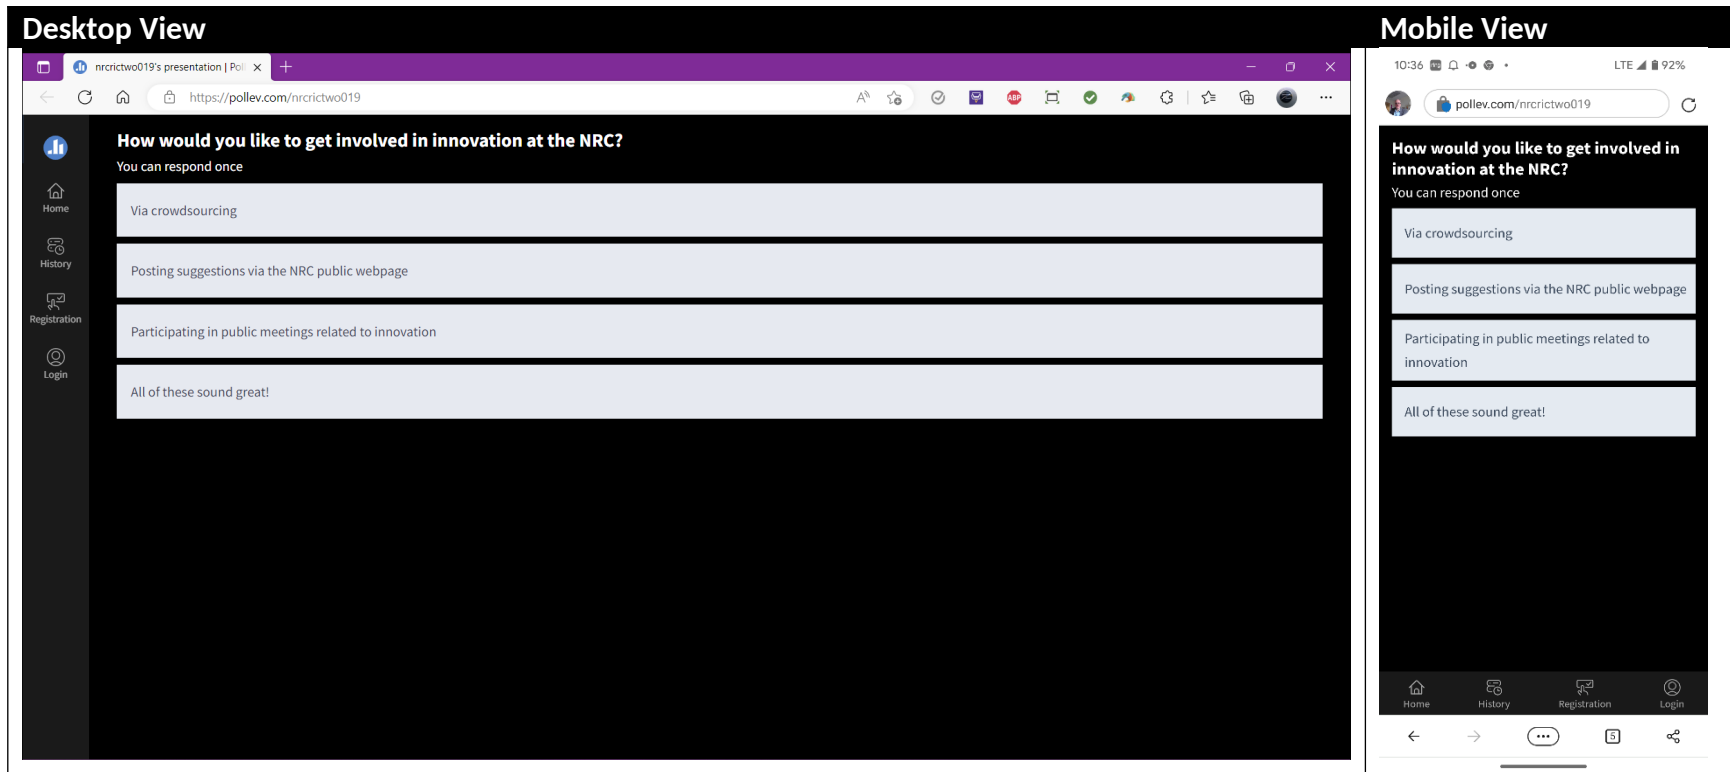 Desktop View
nrcrictwo019's presentation | Pol
https://pollev.com/nrcrictwo019
ABP
How would you like to get involved in innovation at the NRC?
You can respond once
Via crowdsourcing
Posting suggestions via the NRC public webpage
Participating in public meetings related to innovation
All of these sound great!
Home
History
Registration
Login
Mobile View
10:36
LTE 92%
pollev.com/nrcrictwo019
How would you like to get involved in
innovation at the NRC?
You can respond once
Via crowdsourcing
Posting suggestions via the NRC public webpage
Participating in public meetings related to
innovation
All of these sound great!
Home History Registration Login
5